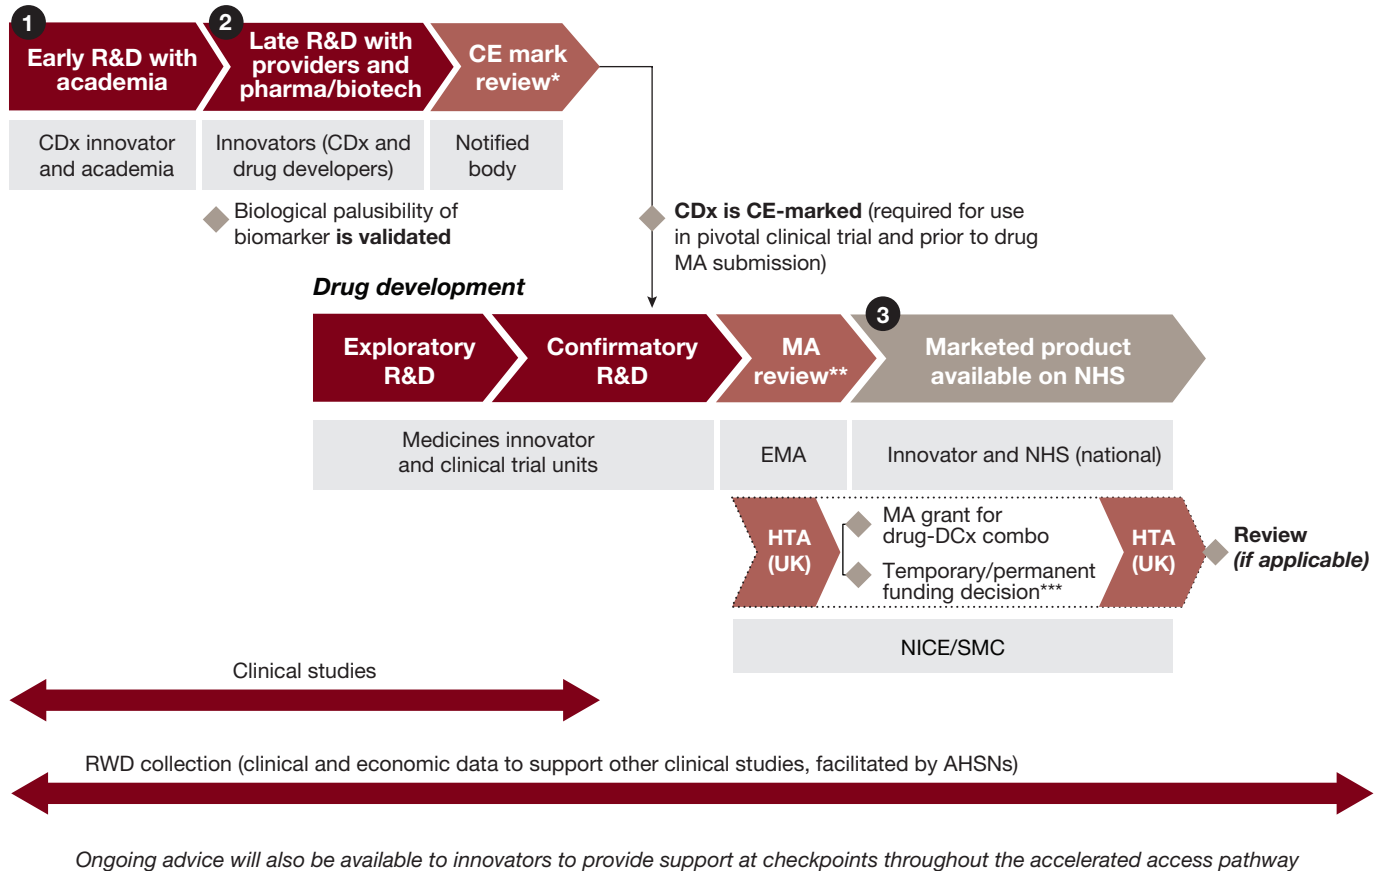 1
Early R&D with
academia
2
Late R&D with
providers and
pharma/biotech
CE mark
review*
CDx innovator
and academia
Innovators (CDx and
drug developers)
Notified
body
Biological palusibility of
biomarker is validated
CDx is CE-marked (required for use
in pivotal clinical trial and prior to drug
MA submission)
Drug development
Exploratory
R&D
Confirmatory
R&D
MA
review**
3
Marketed product
available on NHS
Medicines innovator
and clinical trial units
EMA
Innovator and NHS (national)
HTA
(UK)
MA grant for
drug-DCx combo
Temporary/permanent
funding decision***
HTA
(UK)
Review
(if applicable)
NICE/SMC
Clinical studies
RWD collection (clinical and economic data to support other clinical studies, facilitated by AHSNs)
Ongoing advice will also be available to innovators to provide support at checkpoints throughout the accelerated access pathway